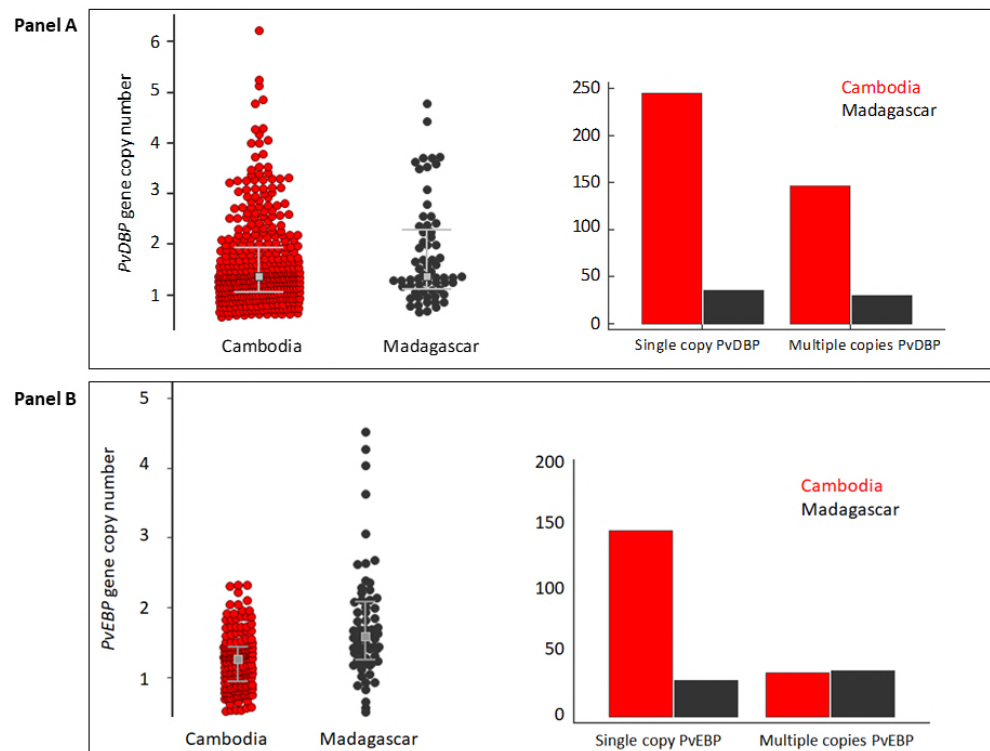 Panel A
PvDBP gene copy number
6
5
4
3
2
1
Cambodia
Madagascar
250
200
150
100
50
0
Cambodia
Madagascar
Single copy PvDBP
Multiple copies PvDBP
Panel B
PvEBP gene copy number
5
4
3
2
1
Cambodia
Madagascar
200
150
100
50
0
Cambodia
Madagascar
Single copy PvEBP
Multiple copies PvEBP